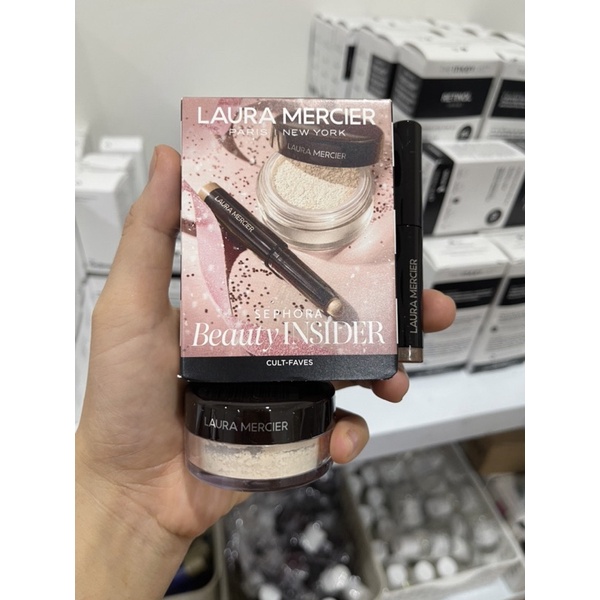 LAURA MERCIER
PARIS | NEW YORK
LAURA MERCIER
LAURA MERCIER
SEPHORA
Beauty INSIDER
CULT-FAVES
LAURA MERCIER
LAURA MERCIER
RETINOL